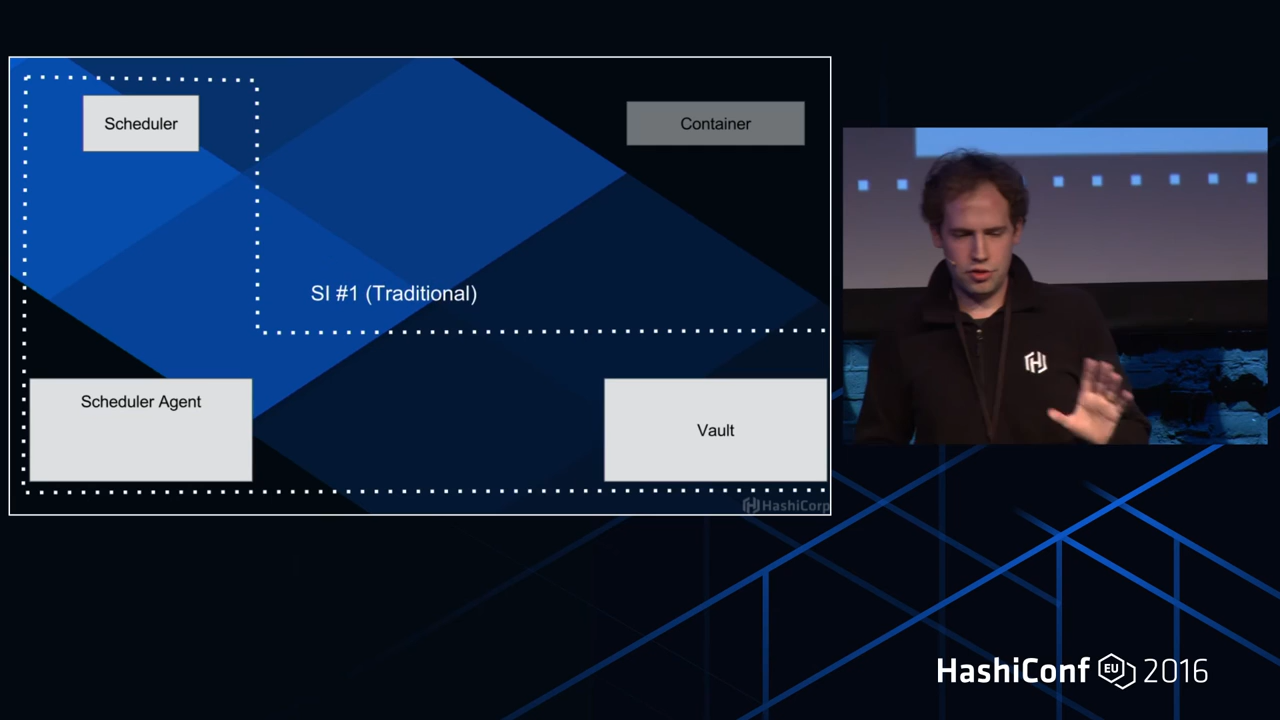 Scheduler
Container
SI #1 (Traditional)
Scheduler Agent
Vault
HashiCorp
HashiConf EU 2016